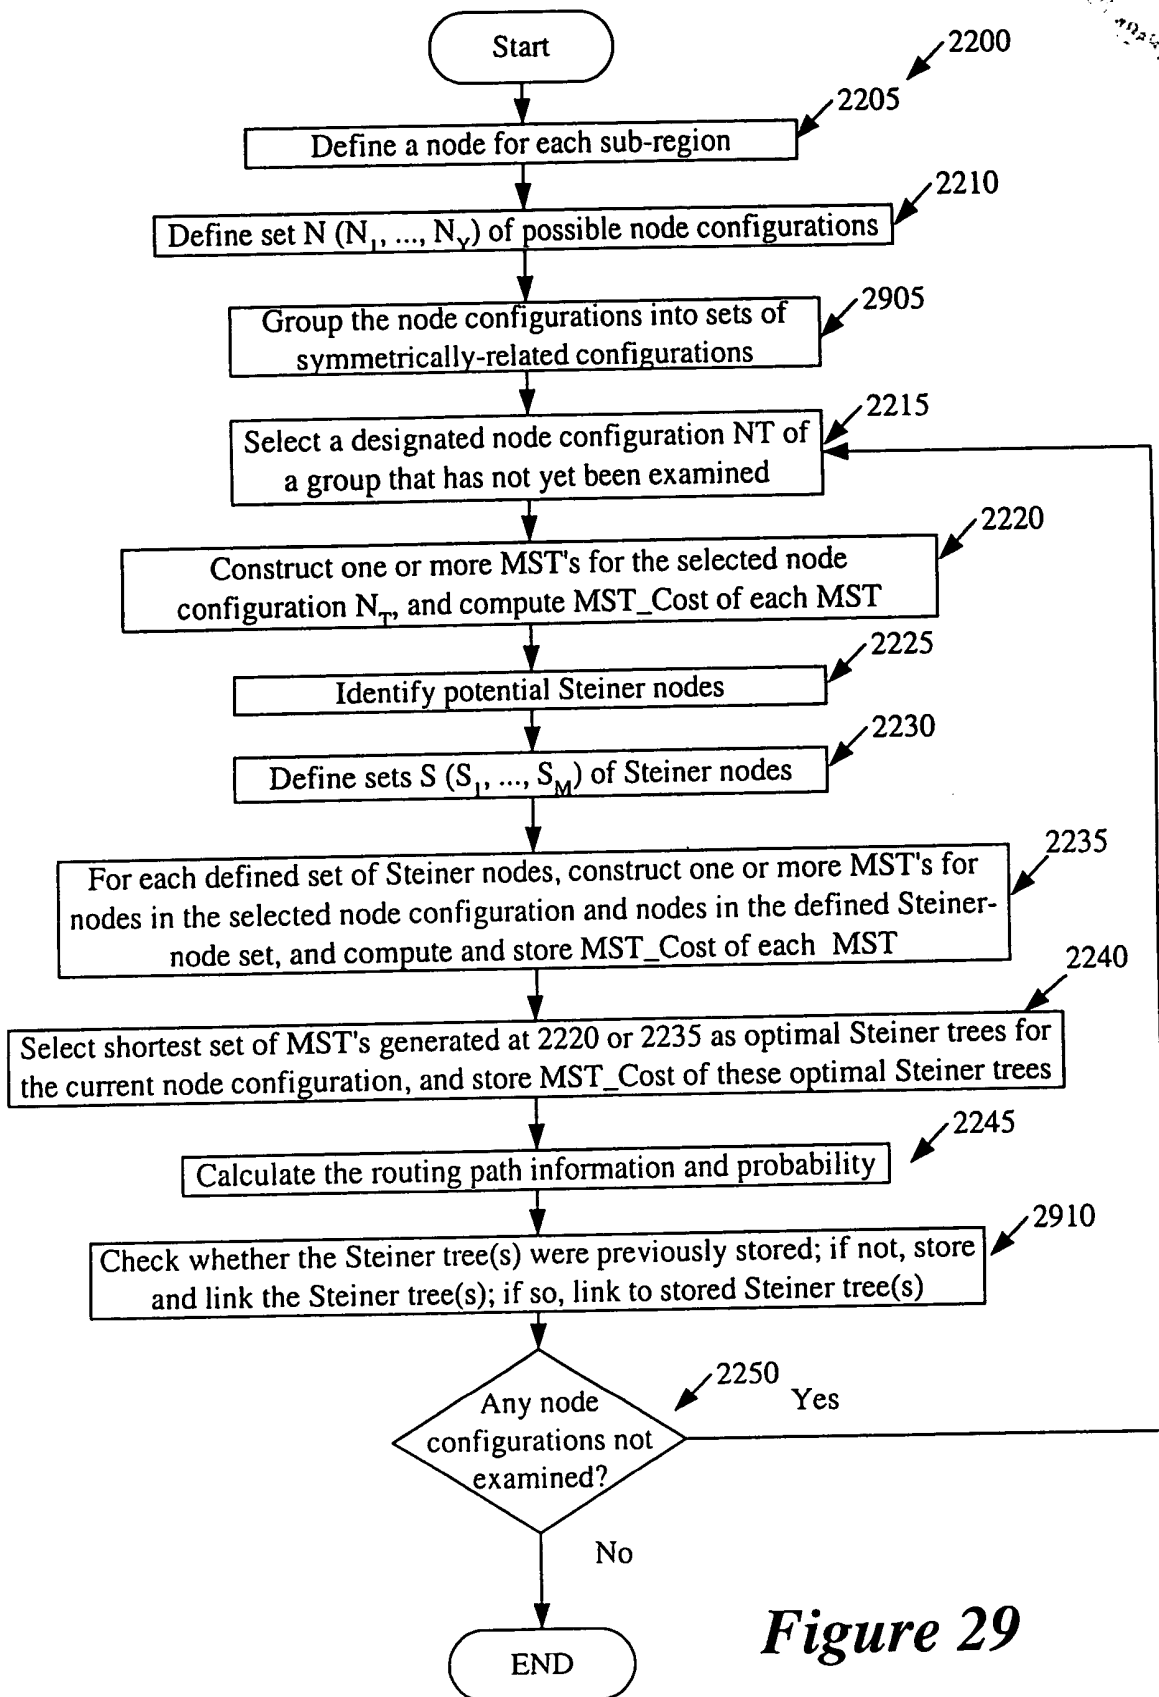 Start
2200
2205
Define a node for each sub-region
2210
Define set N (N₁, ..., Nᵧ) of possible node configurations
2905
Group the node configurations into sets of
symmetrically-related configurations
2215
Select a designated node configuration NT of
a group that has not yet been examined
2220
Construct one or more MST's for the selected node
configuration N_T, and compute MST_Cost of each MST
2225
Identify potential Steiner nodes
2230
Define sets S (S₁, ..., S_M) of Steiner nodes
2235
For each defined set of Steiner nodes, construct one or more MST's for
nodes in the selected node configuration and nodes in the defined Steiner-
node set, and compute and store MST_Cost of each MST
2240
Select shortest set of MST's generated at 2220 or 2235 as optimal Steiner trees for
the current node configuration, and store MST_Cost of these optimal Steiner trees
2245
Calculate the routing path information and probability
2910
Check whether the Steiner tree(s) were previously stored; if not, store
and link the Steiner tree(s); if so, link to stored Steiner tree(s)
2250
Yes
Any node
configurations not
examined?
No
END
Figure 29